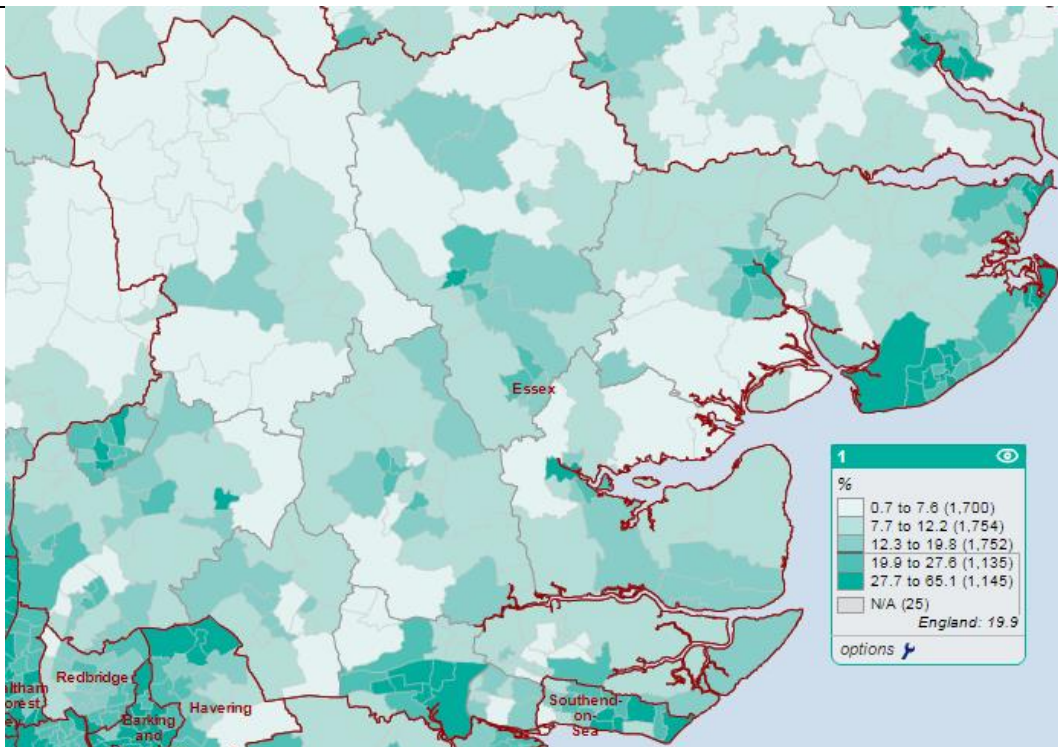 Essex
1
%
0.7 to 7.6 (1,700)
7.7 to 12.2 (1,754)
12.3 to 19.8 (1,752)
19.9 to 27.6 (1,135)
27.7 to 65.1 (1,145)
N/A (25)
England: 19.9
options
Redbridge
Havering
Barking
and
Southend-
on-
Sea